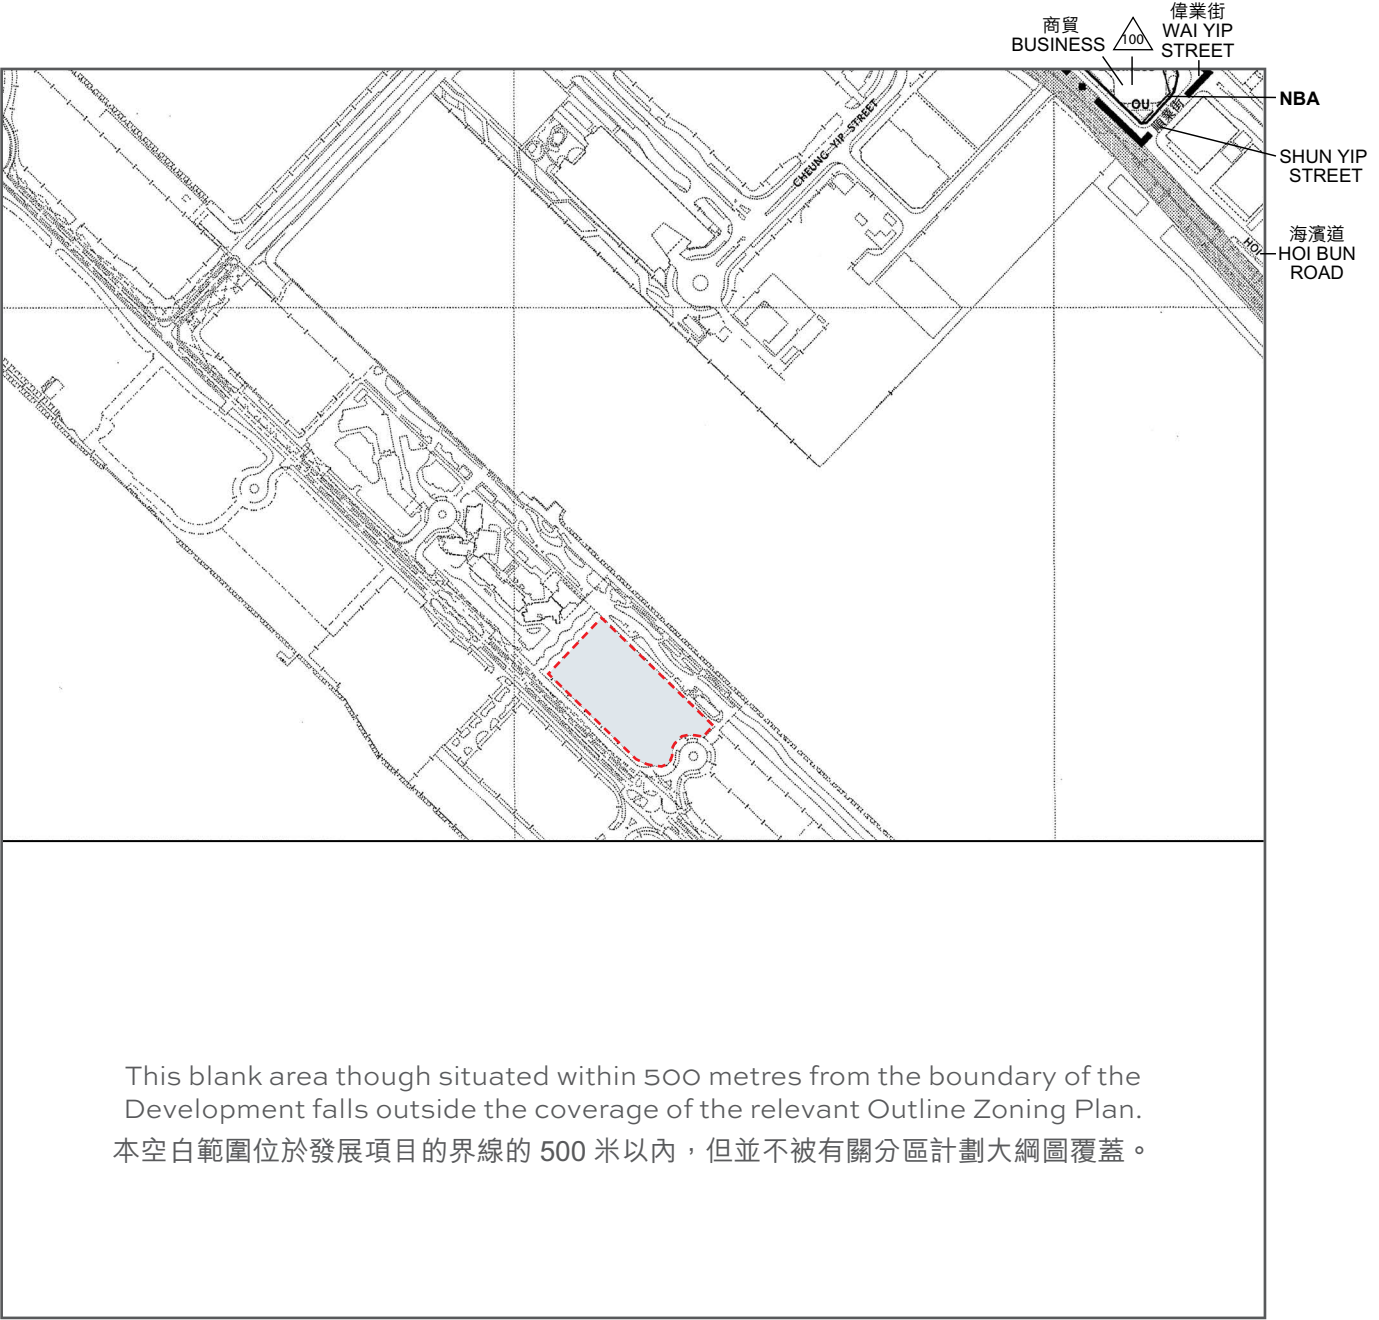 商貿
BUSINESS
100
偉業街
WAI YIP
STREET
OU
NBA
順業街
SHUN YIP
STREET
CHEUNG YIP STREET
HOI
海濱道
HOI BUN
ROAD
This blank area though situated within 500 metres from the boundary of the
Development falls outside the coverage of the relevant Outline Zoning Plan.
本空白範圍位於發展項目的界線的 500 米以內，但並不被有關分區計劃大綱圖覆蓋。